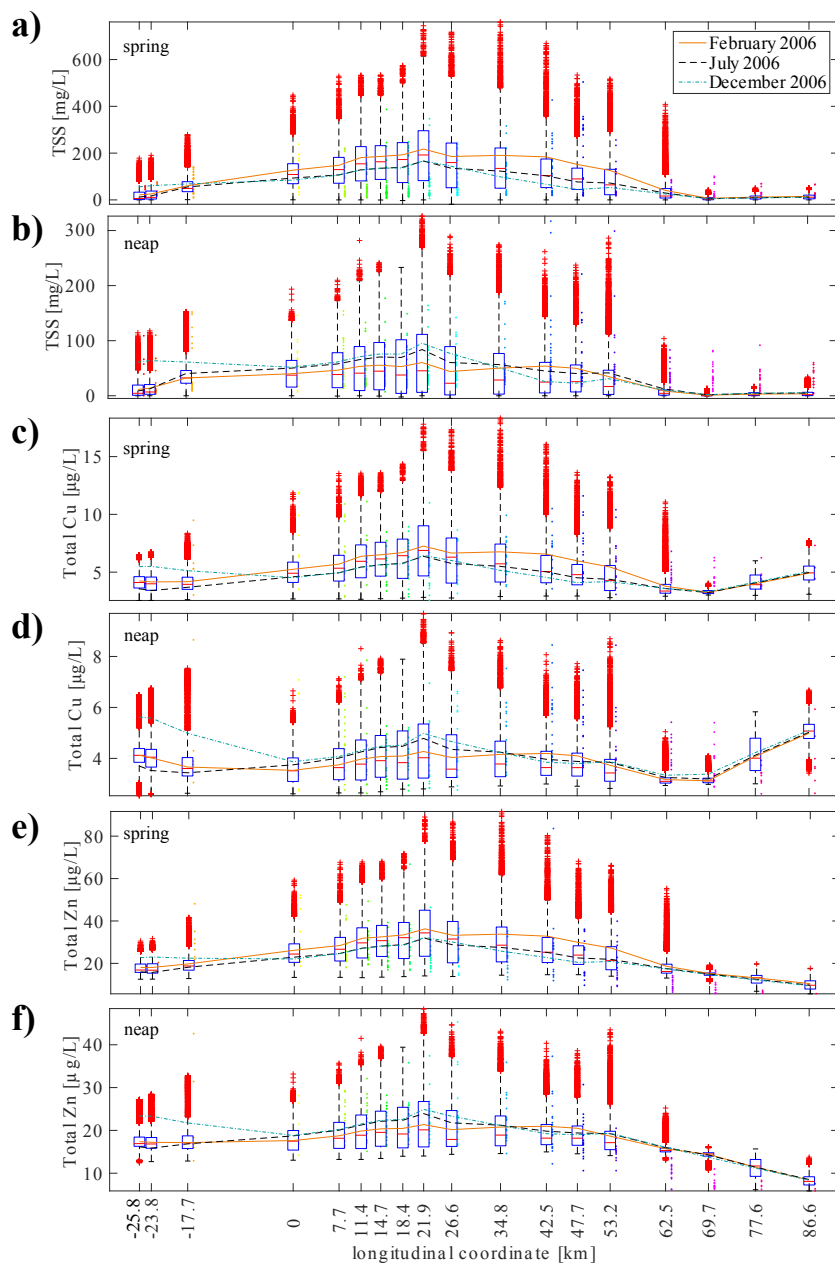 a)
spring
February 2006
July 2006
December 2006
TSS [mg/L]
600
400
200
0
b)
neap
TSS [mg/L]
300
200
100
0
c)
spring
Total Cu [µg/L]
15
10
5
d)
neap
Total Cu [µg/L]
8
6
4
e)
spring
Total Zn [µg/L]
80
60
40
20
f)
neap
Total Zn [µg/L]
40
30
20
10
-25.8 -23.8 -17.7 0 7.7 11.4 14.7 18.4 21.9 26.6 34.8 42.5 47.7 53.2 62.5 69.7 77.6 86.6
longitudinal coordinate [km]